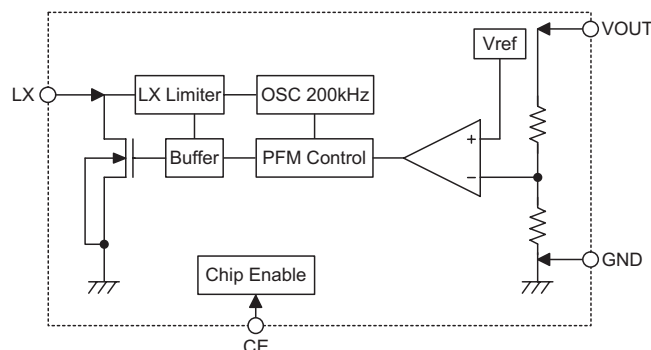 VOUT
Vref
LX
LX Limiter
OSC 200kHz
Buffer
PFM Control
+
−
GND
Chip Enable
CE